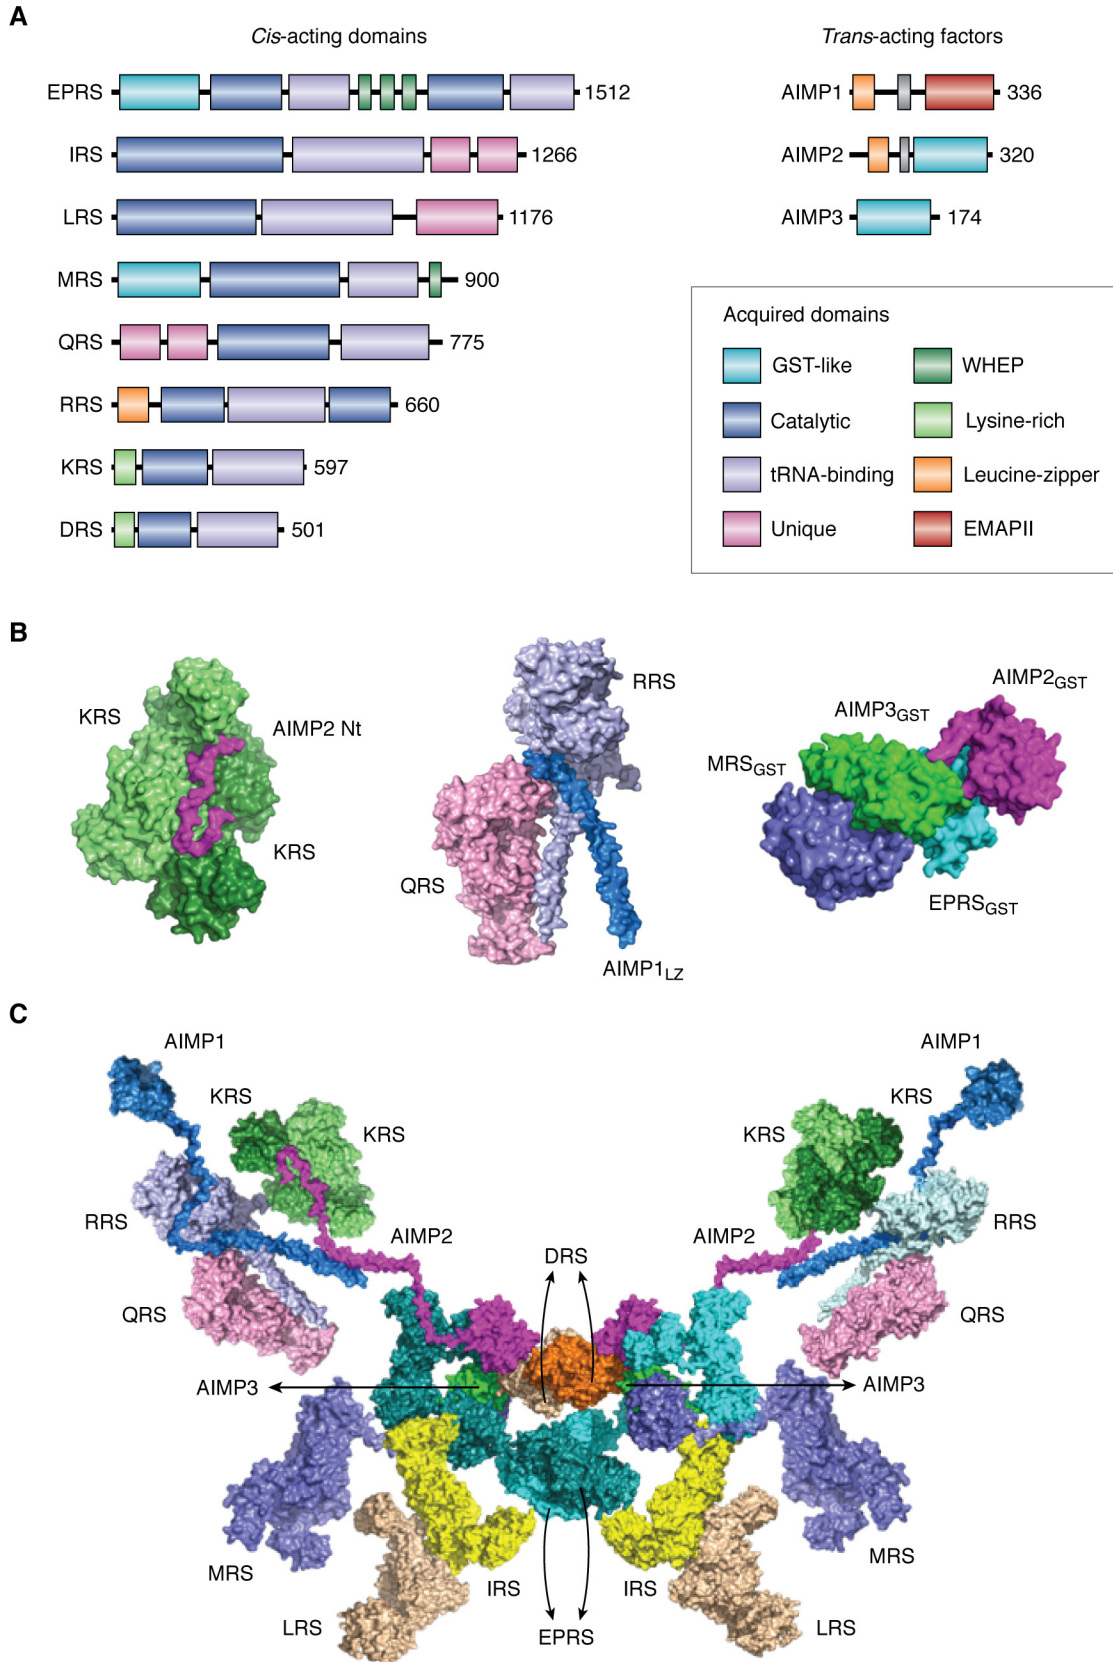 A
Cis-acting domains
Trans-acting factors
EPRS 1512
AIMP1 336
IRS 1266
AIMP2 320
LRS 1176
AIMP3 174
MRS 900
QRS 775
RRS 660
KRS 597
DRS 501
Acquired domains
GST-like WHEP
Catalytic Lysine-rich
tRNA-binding Leucine-zipper
Unique EMAPII
B
KRS
AIMP2 Nt
KRS
RRS
QRS
AIMP1LZ
AIMP2GST
AIMP3GST
MRSGST
EPRSGST
C
AIMP1 AIMP1
KRS KRS
KRS KRS
RRS AIMP2 AIMP2 RRS
DRS
QRS QRS
AIMP3 AIMP3
MRS MRS
IRS IRS
LRS EPRS LRS